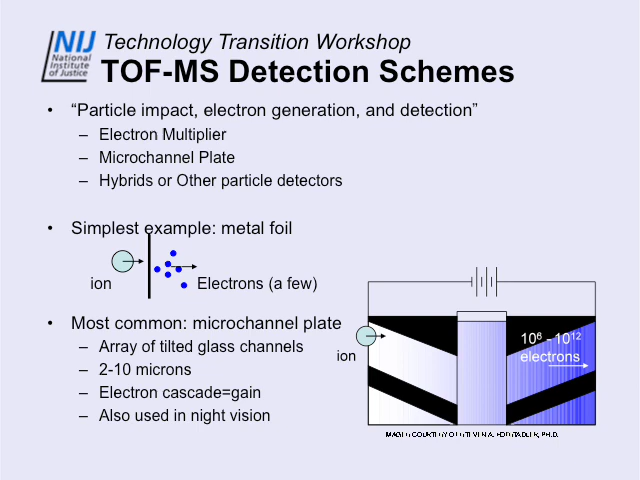 NIJ
National
Institute
of Justice
Technology Transition Workshop
TOF-MS Detection Schemes
• “Particle impact, electron generation, and detection”
– Electron Multiplier
– Microchannel Plate
– Hybrids or Other particle detectors
• Simplest example: metal foil
ion
Electrons (a few)
• Most common: microchannel plate
– Array of tilted glass channels
– 2-10 microns
– Electron cascade=gain
– Also used in night vision
ion
10⁶ - 10¹²
electrons
COURTESY PH.D.